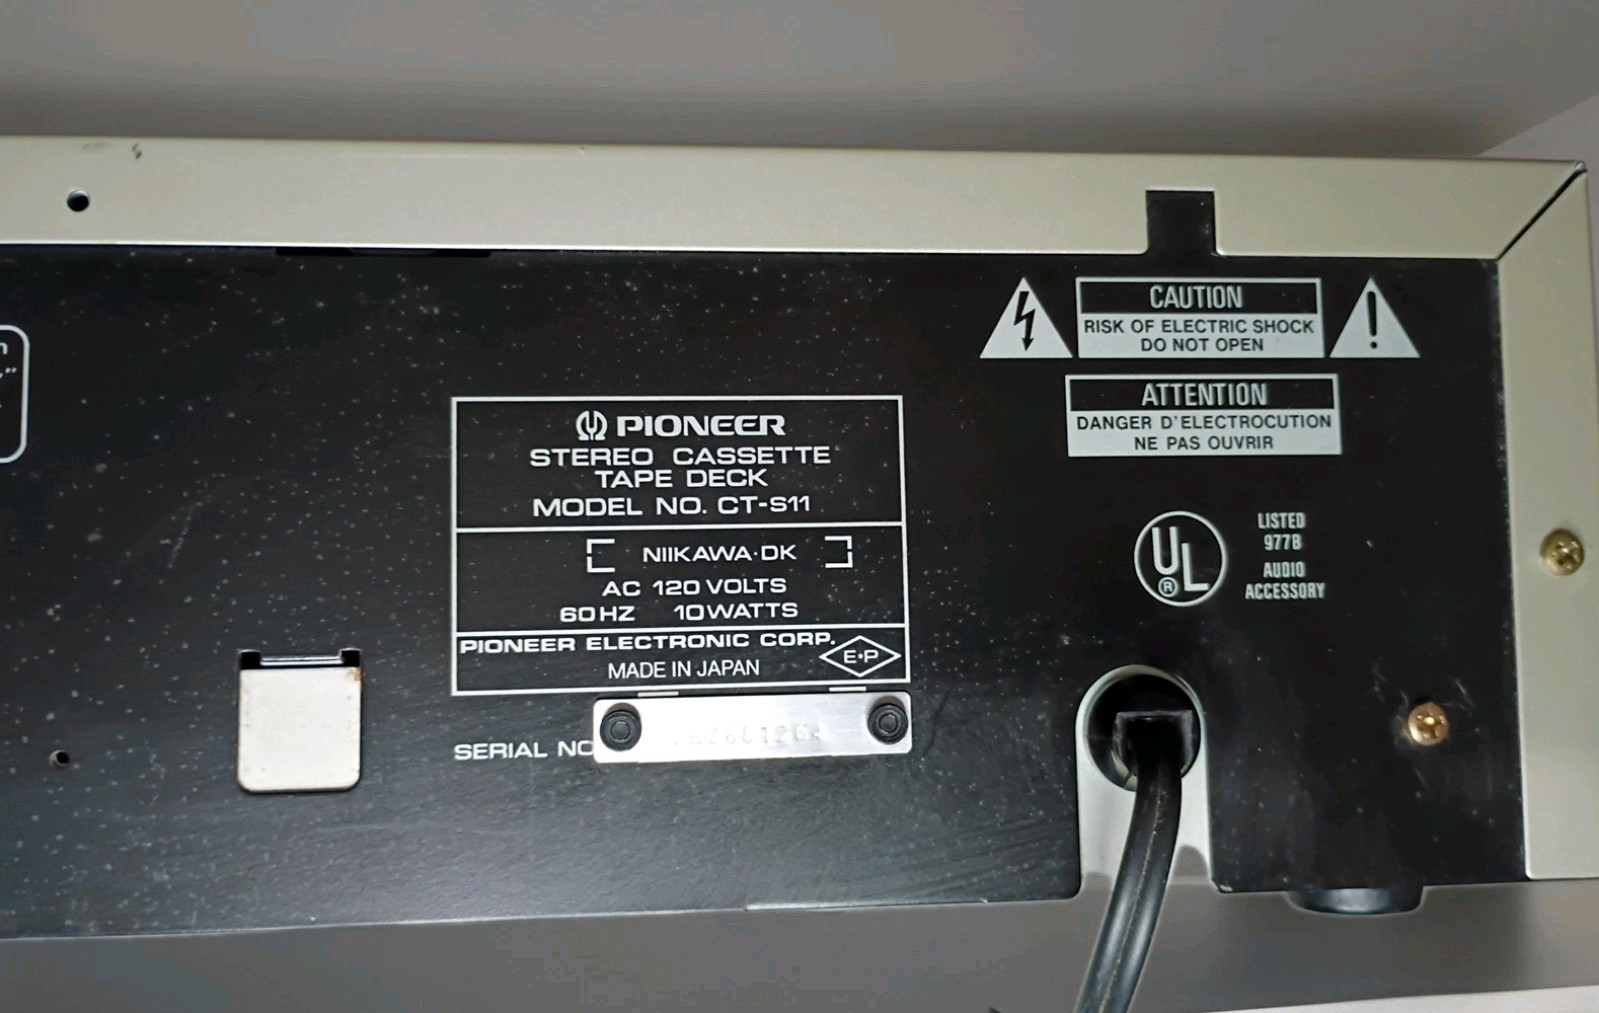 CAUTION
RISK OF ELECTRIC SHOCK
DO NOT OPEN
ATTENTION
DANGER D'ELECTROCUTION
NE PAS OUVRIR
PIONEER
STEREO CASSETTE
TAPE DECK
MODEL NO. CT-S11
NIIKAWA·DK
AC 120 VOLTS
60HZ 10WATTS
PIONEER ELECTRONIC CORP.
MADE IN JAPAN
E·P
SERIAL NO
UL
®
LISTED
977B
AUDIO
ACCESSORY